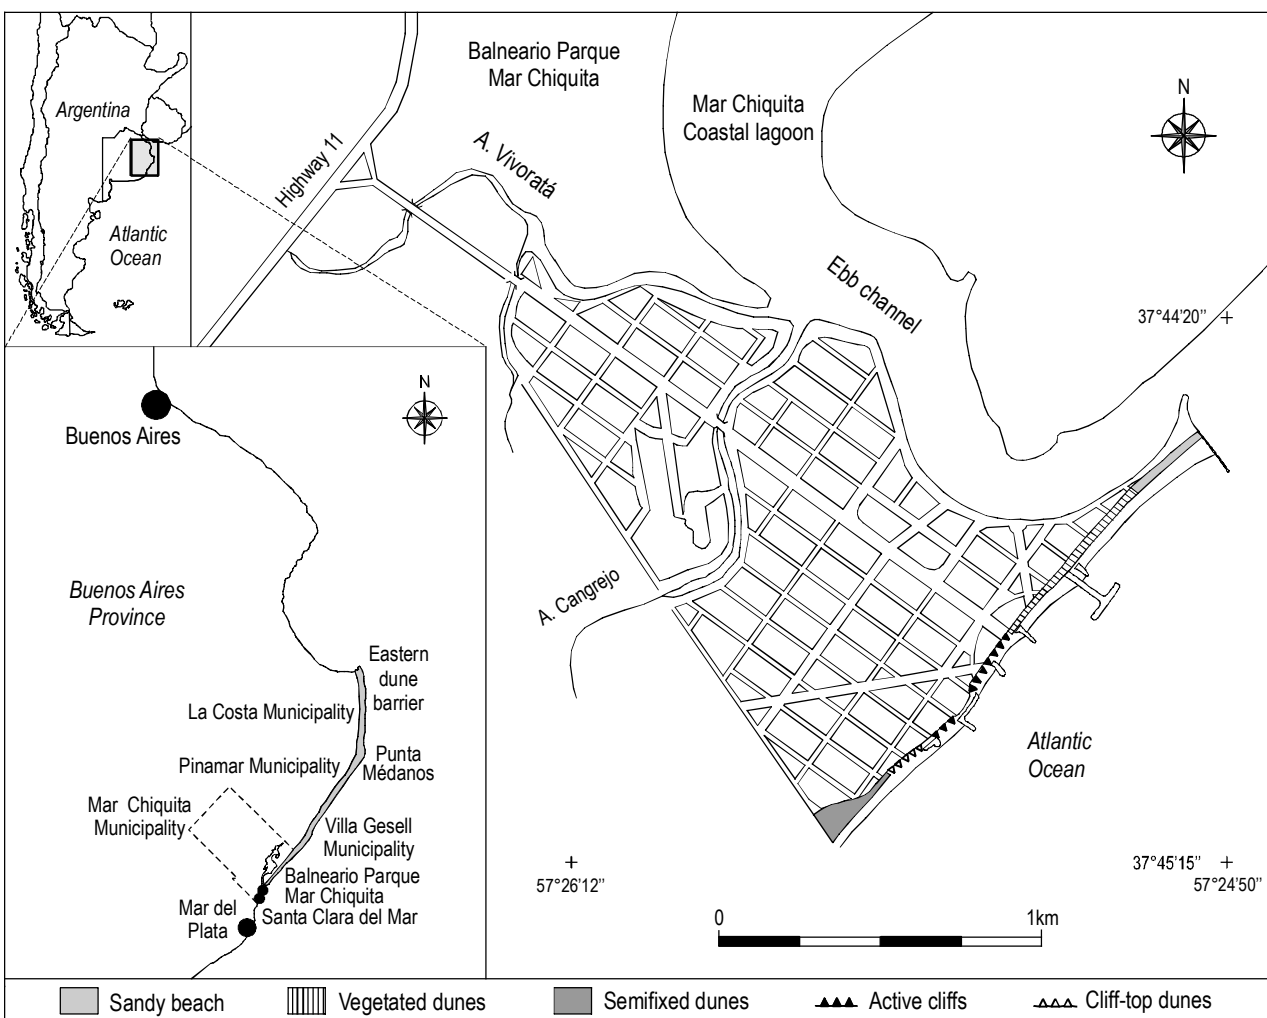 Argentina
Atlantic
Ocean
Balneario Parque
Mar Chiquita
Mar Chiquita
Coastal lagoon
N
Highway 11
A. Vivoratá
Ebb channel
37°44'20''
A. Cangrejo
Atlantic
Ocean
37°45'15''
57°26'12''
57°24'50''
0
1km
N
Buenos Aires
Buenos Aires
Province
Eastern
dune
barrier
La Costa Municipality
Punta
Médanos
Pinamar Municipality
Mar Chiquita
Municipality
Villa Gesell
Municipality
Balneario Parque
Mar Chiquita
Santa Clara del Mar
Mar del
Plata
Sandy beach
Vegetated dunes
Semifixed dunes
Active cliffs
Cliff-top dunes